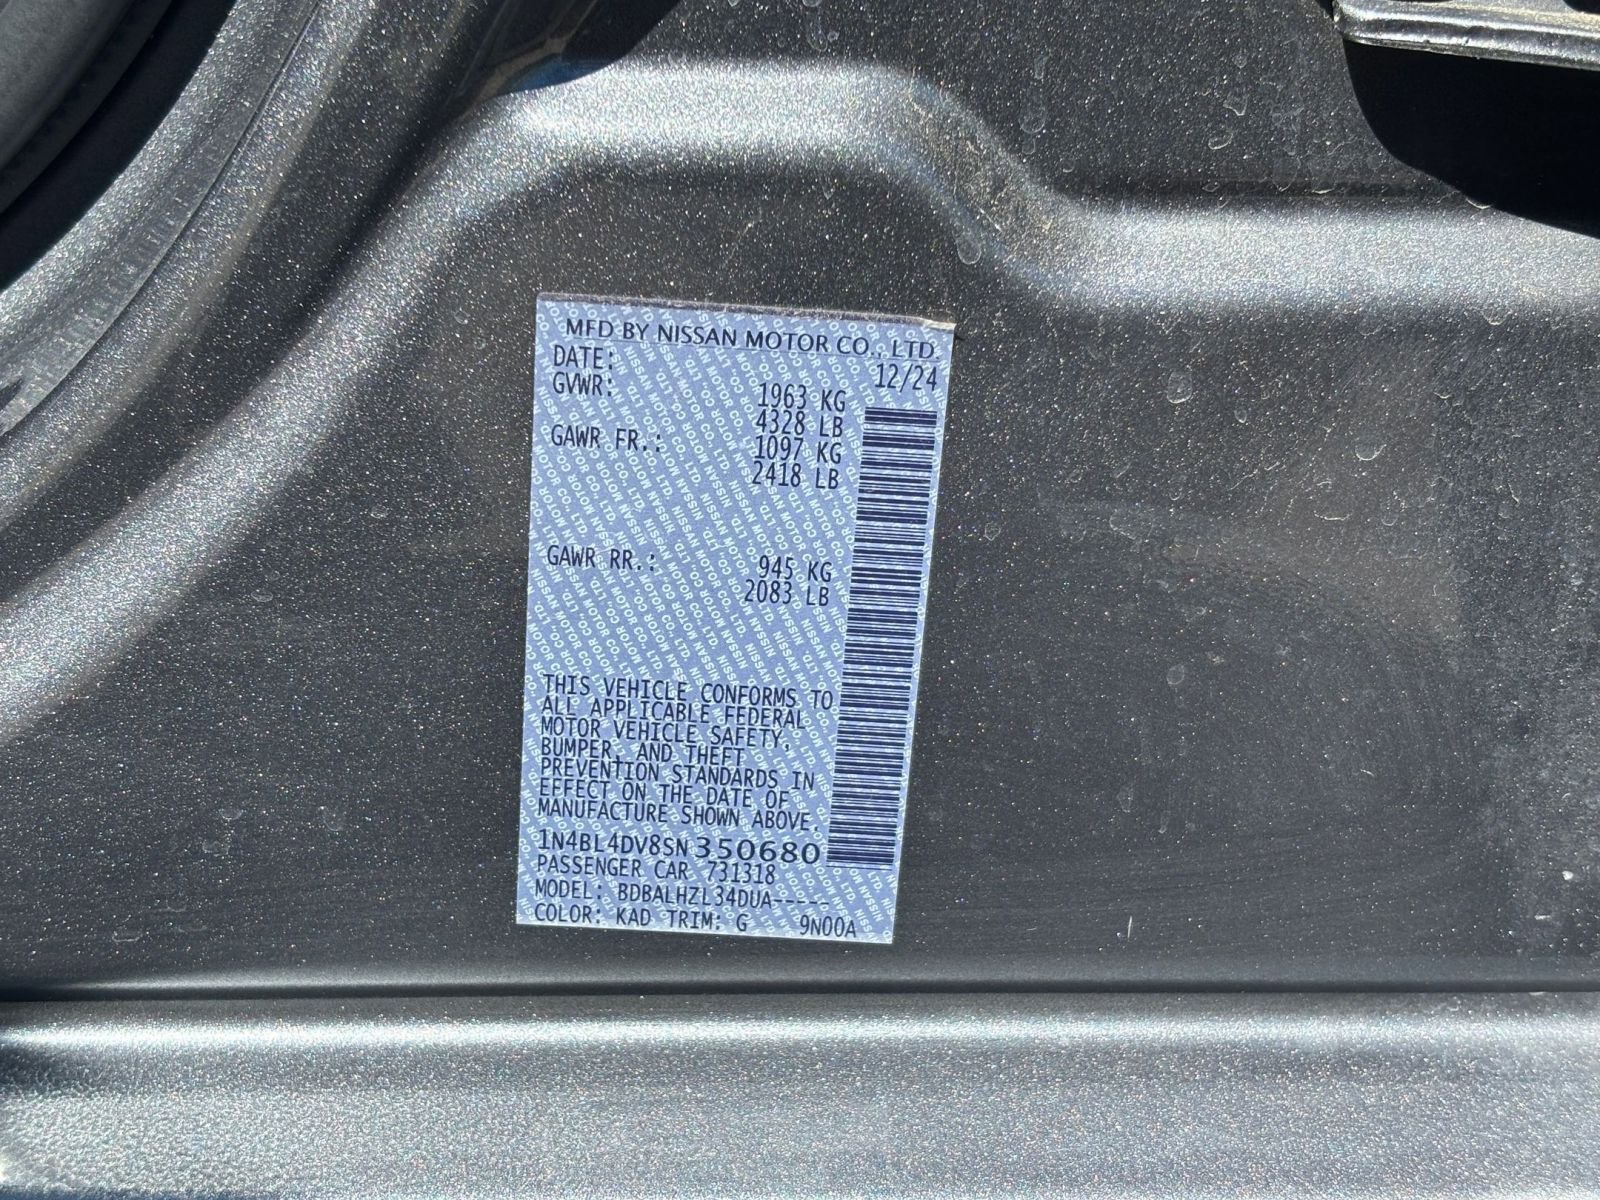 MFD BY NISSAN MOTOR CO., LTD.
DATE: 12/24
GVWR: 1963 KG
4328 LB
GAWR FR.: 1097 KG
2418 LB
GAWR RR.: 945 KG
2083 LB
THIS VEHICLE CONFORMS TO
ALL APPLICABLE FEDERAL
MOTOR VEHICLE SAFETY,
BUMPER, AND THEFT
PREVENTION STANDARDS IN
EFFECT ON THE DATE OF
MANUFACTURE SHOWN ABOVE.
1N4BL4DV8SN350680
PASSENGER CAR 731318
MODEL: BDBALHZL34DUA-----
COLOR: KAD TRIM: G 9N00A